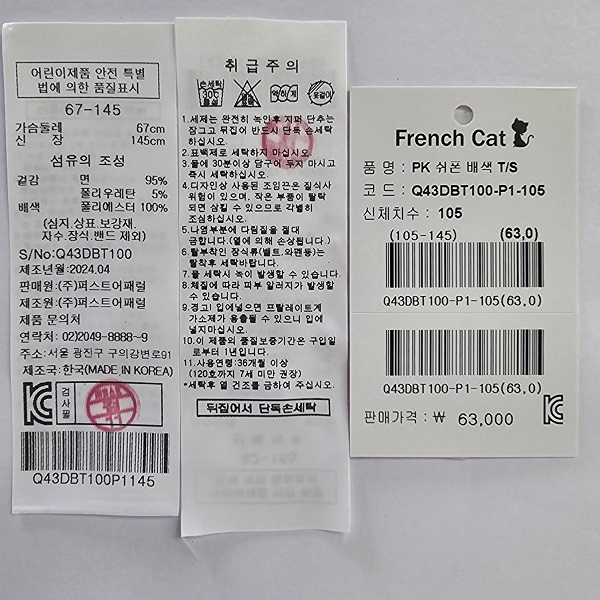 어린이제품 안전 특별
법에 의한 품질표시
67-145
가슴둘레 67cm
신 장 145cm
섬유의 조성
겉감 면 95%
폴리우레탄 5%
배색 폴리에스터 100%
(심지.상표.보강재.
자수.장식.밴드 제외)
S/No:Q43DBT100
제조년월:2024.04
판매원:(주)퍼스트어패럴
제조원:(주)퍼스트어패럴
제품 문의처
연락처: 02)2049-8888~9
주소:서울 광진구 구의강변로91
제조국:한국(MADE IN KOREA)
검사필
Q43DBT100P1145
취급주의
손세탁
30℃
중성
약하게
옷걸이
1.세제는 완전히 녹인후 지퍼 단추는
잠그고 뒤집어 반드시 단독 손세탁
하십시오.
2.표백제로 세탁하지 마십시오.
3.물에 30분이상 담구어 두지 마시고
즉시 세탁하십시오.
4.디자인상 사용된 조임끈은 질식사
위험이 있으며, 작은 부품이 탈락
되면 삼킬 수 있으므로 각별히
조심하십시오.
5.나염부분에 다림질을 절대
금합니다.(열에 의해 손상됩니다.)
6.탈부착인 장식류(벨트,와펜등)는
탈착후 세탁바랍니다.
7.물 세탁시 녹이 발생할 수 있습니다.
8.체질에 따라 피부 알러지가 발생할
수 있습니다.
9.경고! 입에넣으면 프탈레이트계
가소제가 용출될 수 있으니 입에
넣지마십시오.
10.이 제품의 품질보증기간은 구입일
로부터 1년입니다.
11.사용연령:36개월 이상
(120호까지 7세 미만 권장)
*세탁후 열 건조를 금하여 주십시오.
뒤집어서 단독손세탁
French Cat
품 명 : PK 쉬폰 배색 T/S
코 드 : Q43DBT100-P1-105
신체치수 : 105
(105-145) (63,0)
Q43DBT100-P1-105(63,0)
Q43DBT100-P1-105(63,0)
판매가격 : ₩ 63,000